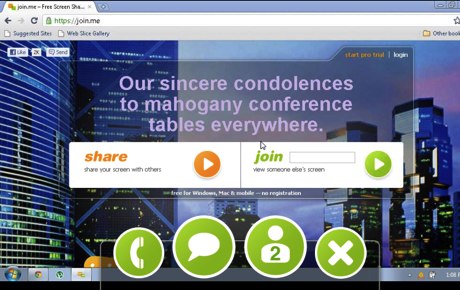 join.me – Free Screen Sha...
https://join.me
Suggested Sites Web Slice Gallery Other book
Like 2K Send
start pro trial | login
Our sincere condolences
to mahogany conference
tables everywhere.
share
share your screen with others
join
view someone else's screen
free for Windows, Mac & mobile – no registration
2
1:08